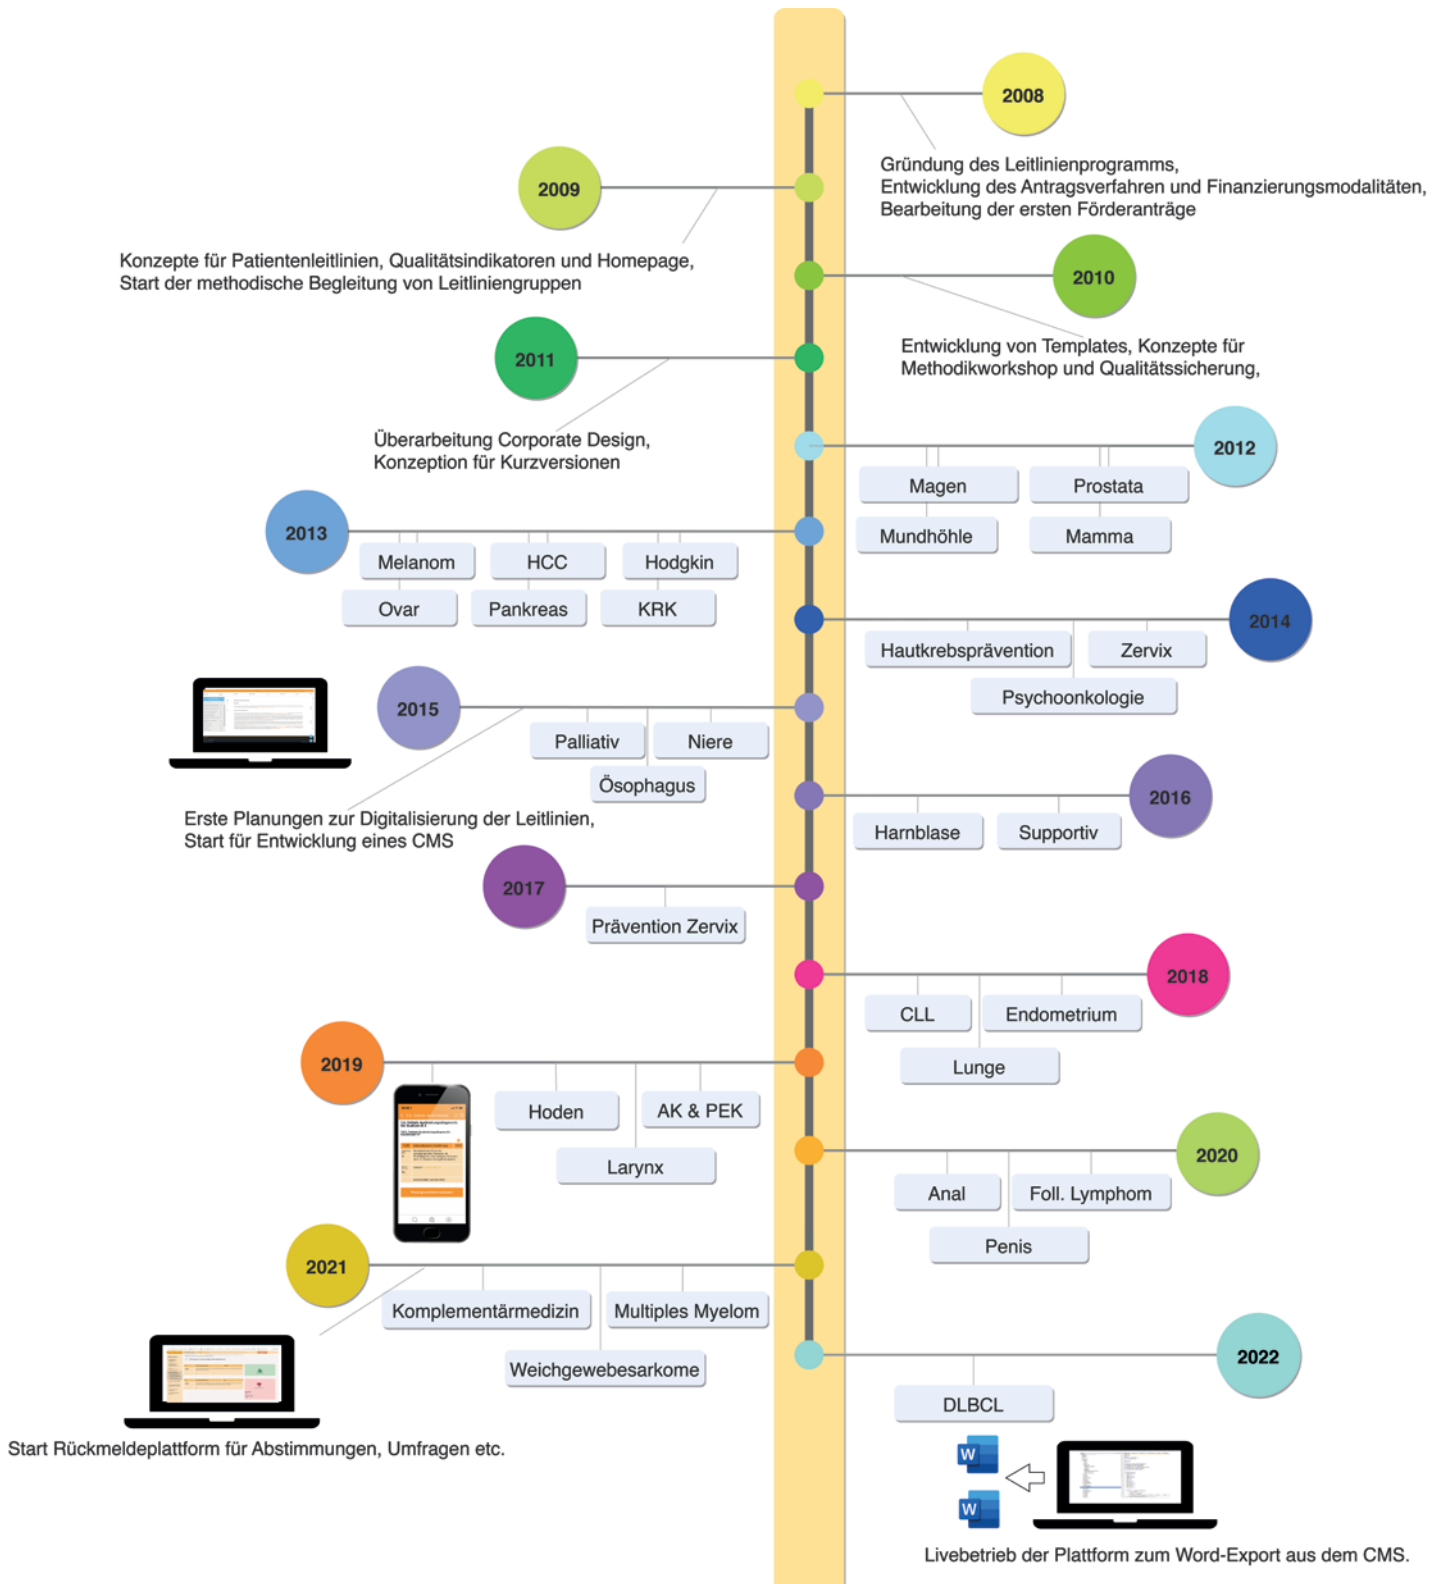 2008
Gründung des Leitlinienprogramms,
Entwicklung des Antragsverfahren und Finanzierungsmodalitäten,
Bearbeitung der ersten Förderanträge
2009
Konzepte für Patientenleitlinien, Qualitätsindikatoren und Homepage,
Start der methodische Begleitung von Leitliniengruppen
2010
Entwicklung von Templates, Konzepte für
Methodikworkshop und Qualitätssicherung,
2011
Überarbeitung Corporate Design,
Konzeption für Kurzversionen
2012
Magen
Prostata
Mundhöhle
Mamma
2013
Melanom
HCC
Hodgkin
Ovar
Pankreas
KRK
2014
Hautkrebsprävention
Zervix
Psychoonkologie
2015
Palliativ
Niere
Ösophagus
Erste Planungen zur Digitalisierung der Leitlinien,
Start für Entwicklung eines CMS
2016
Harnblase
Supportiv
2017
Prävention Zervix
2018
CLL
Endometrium
Lunge
2019
Hoden
AK & PEK
Larynx
2020
Anal
Foll. Lymphom
Penis
2021
Komplementärmedizin
Multiples Myelom
Weichgewebesarkome
Start Rückmeldeplattform für Abstimmungen, Umfragen etc.
2022
DLBCL
W
W
Livebetrieb der Plattform zum Word-Export aus dem CMS.